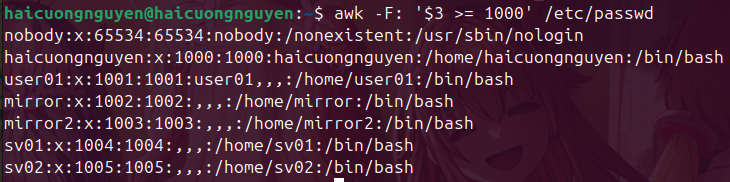 haicuongnguyen@haicuongnguyen:~$ awk -F: '$3 >= 1000' /etc/passwd
nobody:x:65534:65534:nobody:/nonexistent:/usr/sbin/nologin
haicuongnguyen:x:1000:1000:haicuongnguyen:/home/haicuongnguyen:/bin/bash
user01:x:1001:1001:user01,,,:/home/user01:/bin/bash
mirror:x:1002:1002:,,,:/home/mirror:/bin/bash
mirror2:x:1003:1003:,,,:/home/mirror2:/bin/bash
sv01:x:1004:1004:,,,:/home/sv01:/bin/bash
sv02:x:1005:1005:,,,:/home/sv02:/bin/bash